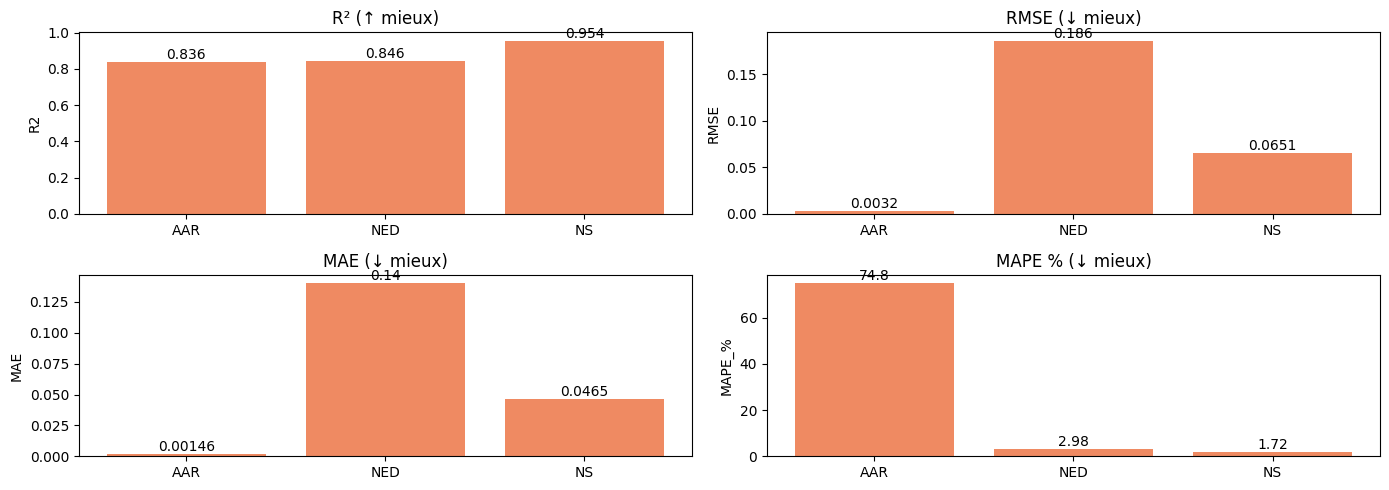 R² (↑ mieux)
1.0
0.8
0.6
0.4
0.2
0.0
R2
0.836
0.846
0.954
AAR
NED
NS
RMSE (↓ mieux)
0.15
0.10
0.05
0.00
RMSE
0.0032
0.186
0.0651
AAR
NED
NS
MAE (↓ mieux)
0.125
0.100
0.075
0.050
0.025
0.000
MAE
0.00146
0.14
0.0465
AAR
NED
NS
MAPE % (↓ mieux)
60
40
20
0
MAPE_%
74.8
2.98
1.72
AAR
NED
NS